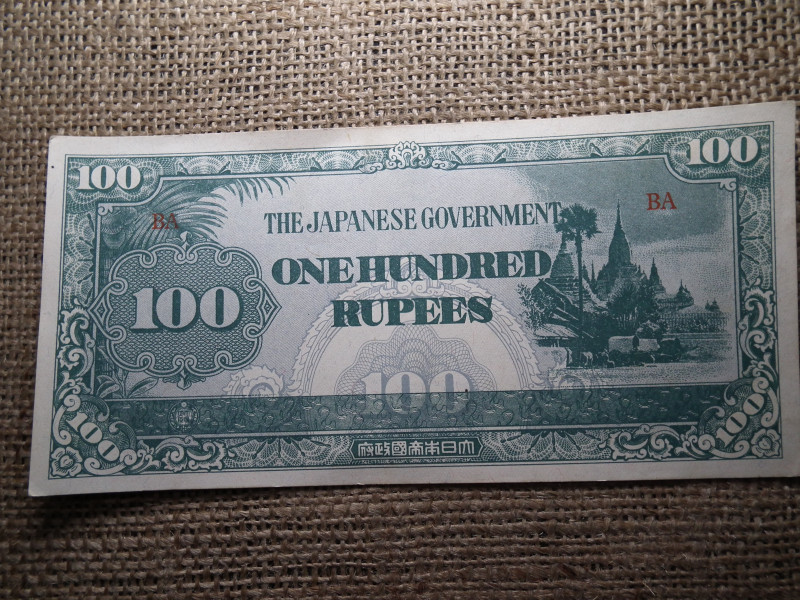 100
100
BA
BA
THE JAPANESE GOVERNMENT
ONE HUNDRED
RUPEES
100
100
100
100
府政國帝本日大